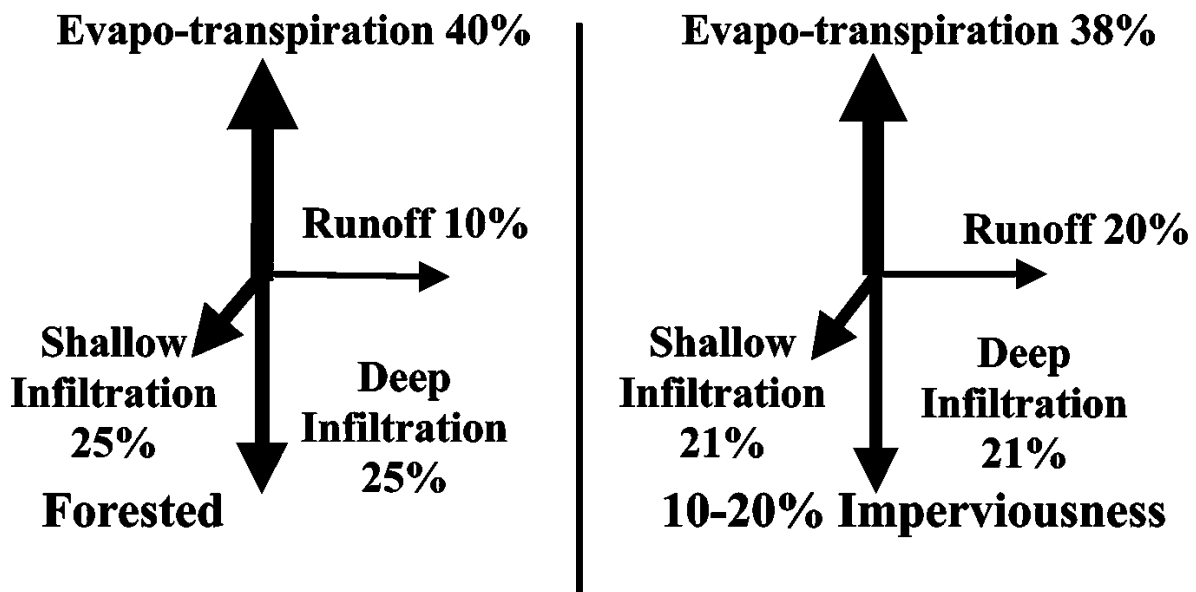 Evapo-transpiration 40%
Runoff 10%
Shallow
Infiltration
25%
Deep
Infiltration
25%
Forested
Evapo-transpiration 38%
Runoff 20%
Shallow
Infiltration
21%
Deep
Infiltration
21%
10-20% Imperviousness